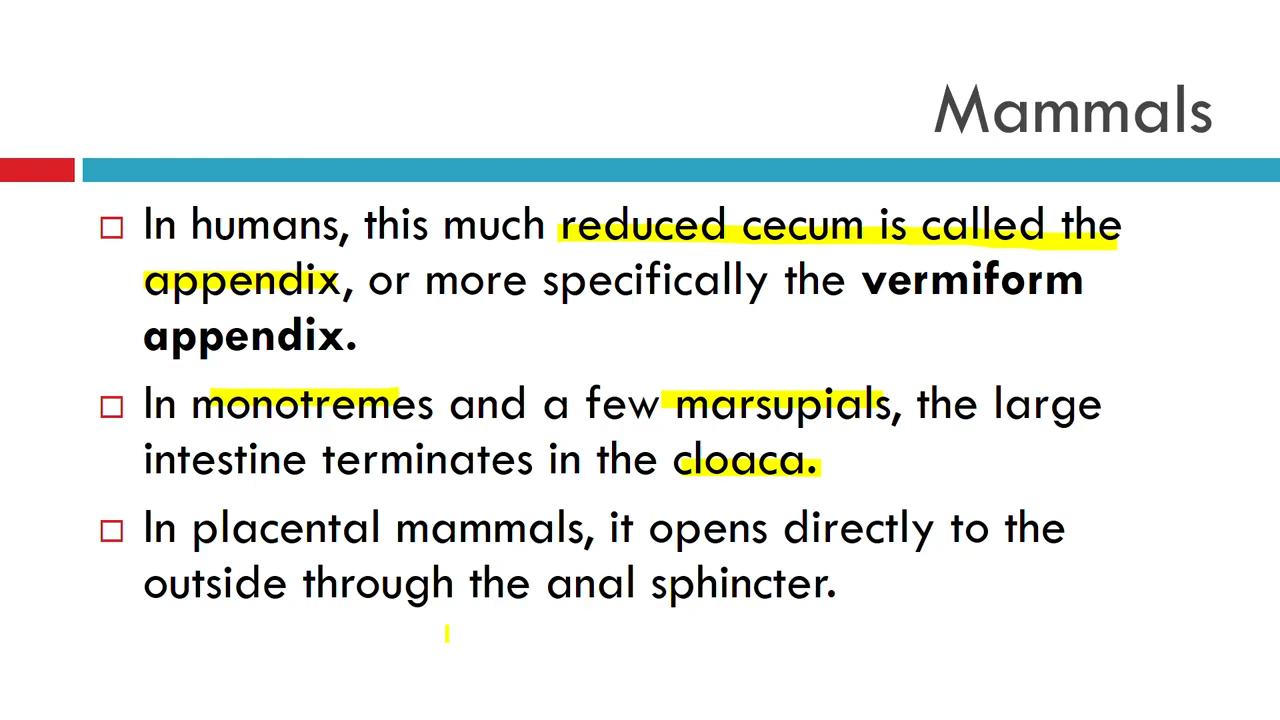 Mammals
In humans, this much reduced cecum is called the
appendix, or more specifically the vermiform
appendix.
In monotremes and a few marsupials, the large
intestine terminates in the cloaca.
In placental mammals, it opens directly to the
outside through the anal sphincter.